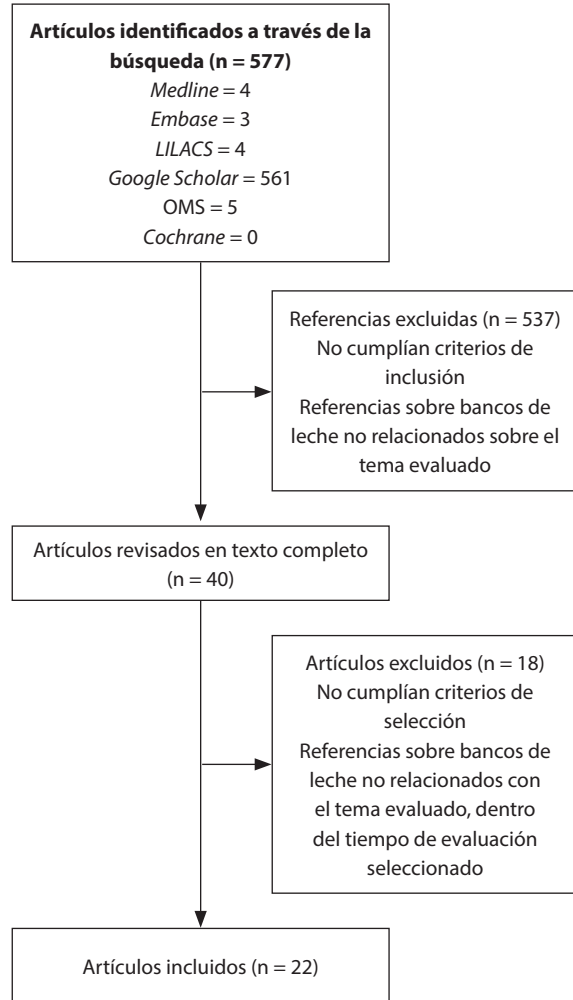 Artículos identificados a través de la
búsqueda (n = 577)
Medline = 4
Embase = 3
LILACS = 4
Google Scholar = 561
OMS = 5
Cochrane = 0
Referencias excluidas (n = 537)
No cumplían criterios de
inclusión
Referencias sobre bancos de
leche no relacionados sobre el
tema evaluado
Artículos revisados en texto completo
(n = 40)
Artículos excluidos (n = 18)
No cumplían criterios de
selección
Referencias sobre bancos de
leche no relacionados con
el tema evaluado, dentro
del tiempo de evaluación
seleccionado
Artículos incluidos (n = 22)